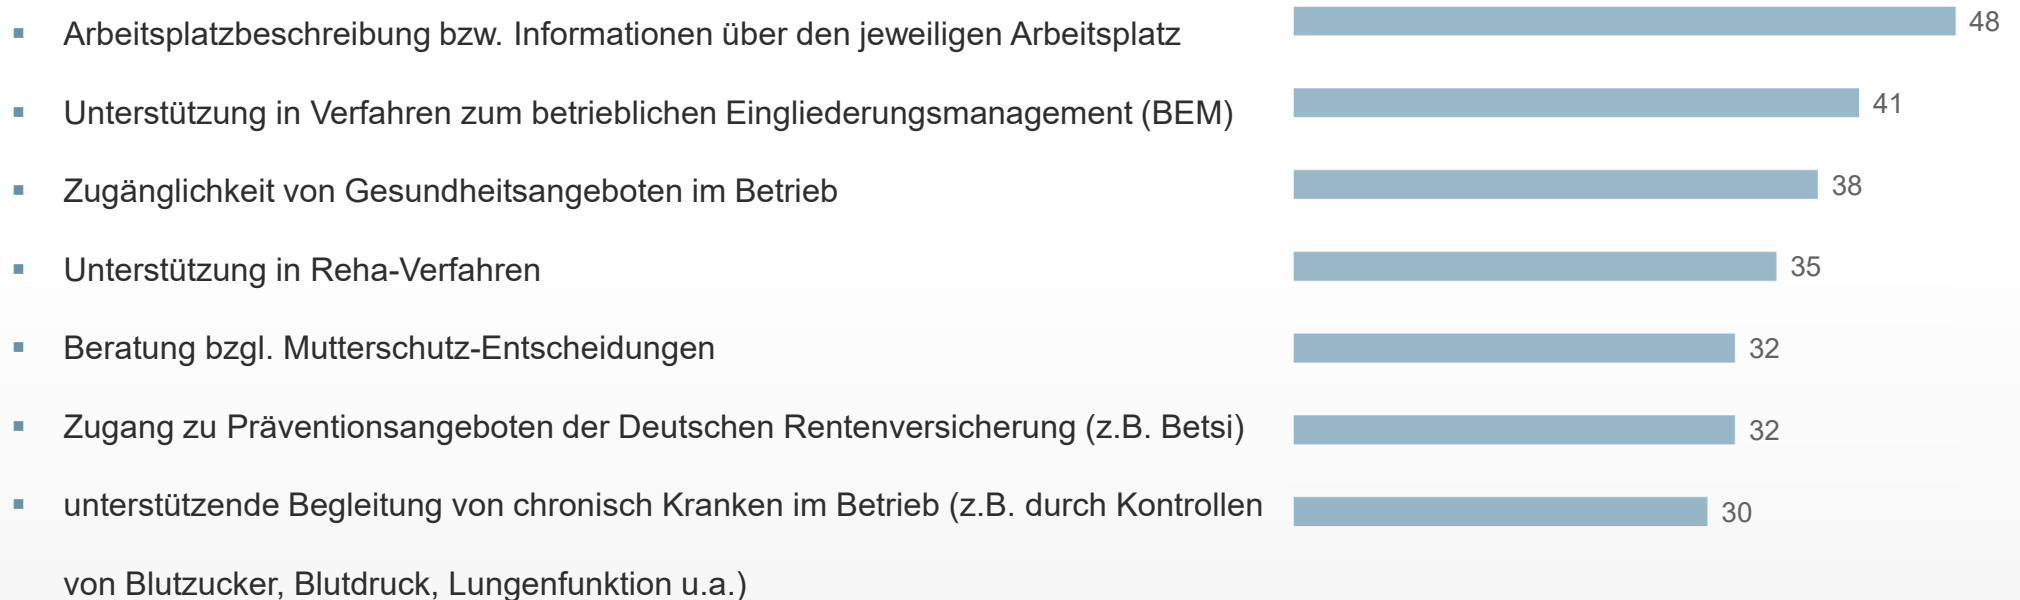 ▪ Arbeitsplatzbeschreibung bzw. Informationen über den jeweiligen Arbeitsplatz 48
▪ Unterstützung in Verfahren zum betrieblichen Eingliederungsmanagement (BEM) 41
▪ Zugänglichkeit von Gesundheitsangeboten im Betrieb 38
▪ Unterstützung in Reha-Verfahren 35
▪ Beratung bzgl. Mutterschutz-Entscheidungen 32
▪ Zugang zu Präventionsangeboten der Deutschen Rentenversicherung (z.B. Betsi) 32
▪ unterstützende Begleitung von chronisch Kranken im Betrieb (z.B. durch Kontrollen 30
von Blutzucker, Blutdruck, Lungenfunktion u.a.)